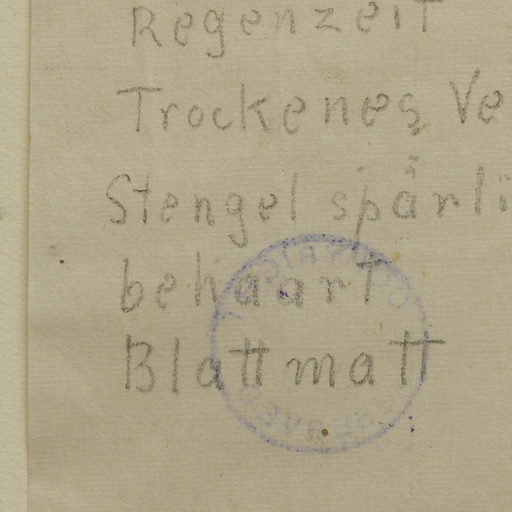 Regenzeit
Trockenes Ve
Stengel spärli
behaart
Blatt matt